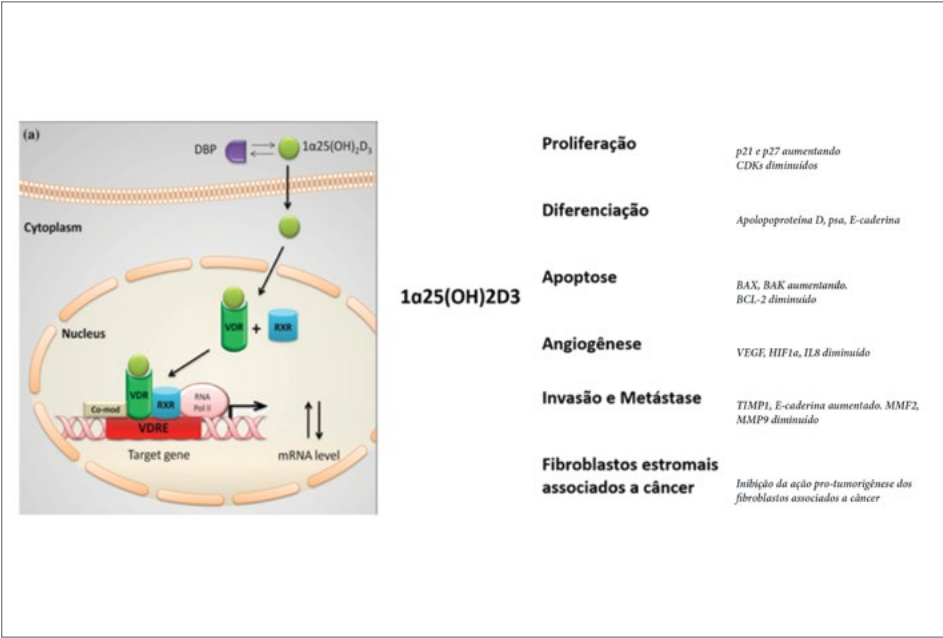 (a)
DBP
1α25(OH)₂D₃
Cytoplasm
Nucleus
VDR
+
RXR
VDR
RXR
RNA
Pol II
Co-mod
VDRE
Target gene
mRNA level
1α25(OH)2D3
Proliferação
p21 e p27 aumentando
CDKs diminuídos
Diferenciação
Apolopoproteína D, psa, E-caderina
Apoptose
BAX, BAK aumentando.
BCL-2 diminuído
Angiogênese
VEGF, HIF1a, IL8 diminuído
Invasão e Metástase
TIMP1, E-caderina aumentado. MMF2,
MMP9 diminuído
Fibroblastos estromais
associados a câncer
Inibição da ação pro-tumorigênese dos
fibroblastos associados a câncer